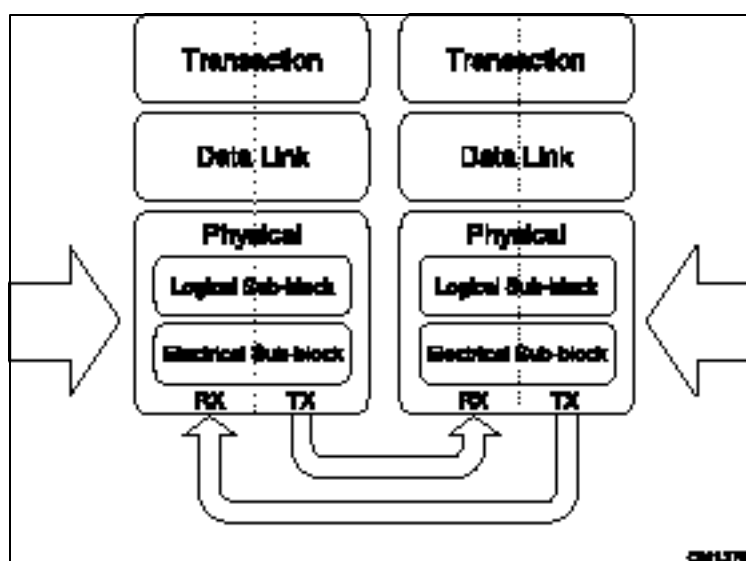 Transaction Transaction
Data Link Data Link
Physical Physical
Logical Sub-block Logical Sub-block
Electrical Sub-block Electrical Sub-block
RX TX RX TX